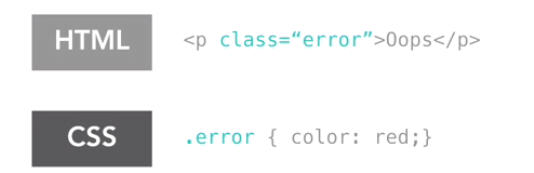 HTML <p class=“error”>Oops</p>
CSS .error { color: red;}